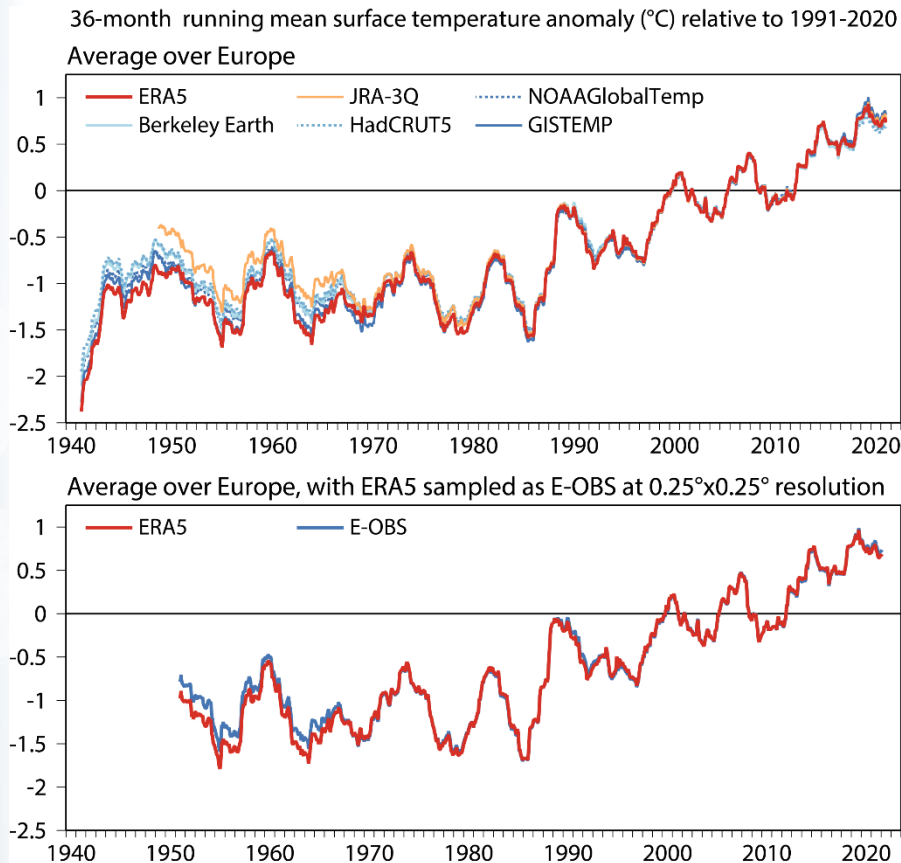 36-month running mean surface temperature anomaly (°C) relative to 1991-2020
Average over Europe
ERA5 JRA-3Q NOAAGlobalTemp
Berkeley Earth HadCRUT5 GISTEMP
1
0.5
0
-0.5
-1
-1.5
-2
-2.5
1940 1950 1960 1970 1980 1990 2000 2010 2020
Average over Europe, with ERA5 sampled as E-OBS at 0.25°x0.25° resolution
ERA5 E-OBS
1
0.5
0
-0.5
-1
-1.5
-2
-2.5
1940 1950 1960 1970 1980 1990 2000 2010 2020